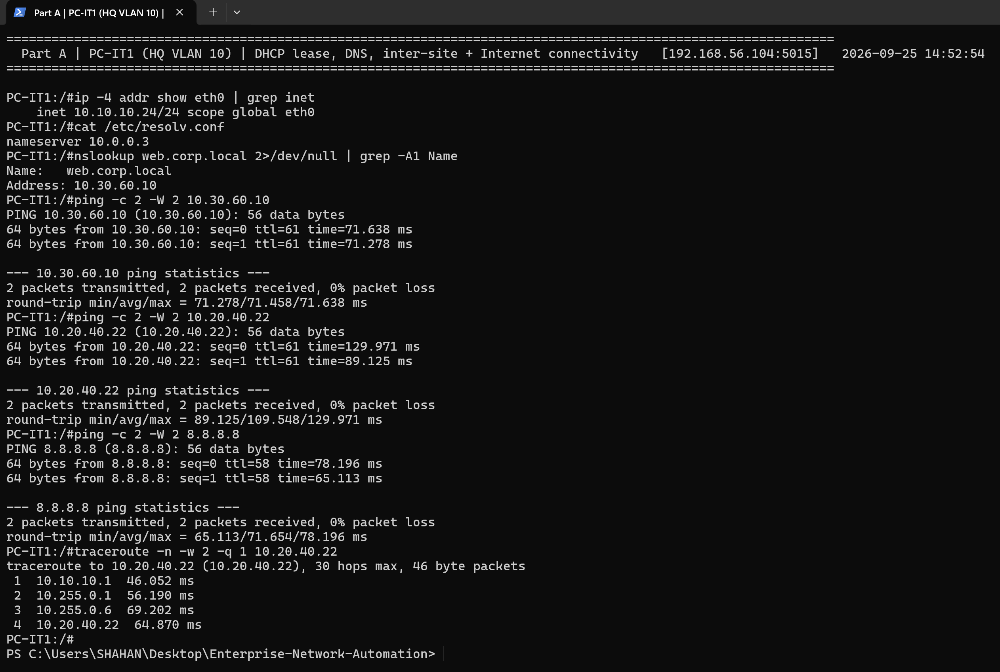 Part A | PC-IT1 (HQ VLAN 10) |
==============================================================================================================
  Part A | PC-IT1 (HQ VLAN 10) | DHCP lease, DNS, inter-site + Internet connectivity   [192.168.56.104:5015]   2026-09-25 14:52:54
==============================================================================================================
PC-IT1:/#ip -4 addr show eth0 | grep inet
    inet 10.10.10.24/24 scope global eth0
PC-IT1:/#cat /etc/resolv.conf
nameserver 10.0.0.3
PC-IT1:/#nslookup web.corp.local 2>/dev/null | grep -A1 Name
Name:   web.corp.local
Address: 10.30.60.10
PC-IT1:/#ping -c 2 -W 2 10.30.60.10
PING 10.30.60.10 (10.30.60.10): 56 data bytes
64 bytes from 10.30.60.10: seq=0 ttl=61 time=71.638 ms
64 bytes from 10.30.60.10: seq=1 ttl=61 time=71.278 ms
--- 10.30.60.10 ping statistics ---
2 packets transmitted, 2 packets received, 0% packet loss
round-trip min/avg/max = 71.278/71.458/71.638 ms
PC-IT1:/#ping -c 2 -W 2 10.20.40.22
PING 10.20.40.22 (10.20.40.22): 56 data bytes
64 bytes from 10.20.40.22: seq=0 ttl=61 time=129.971 ms
64 bytes from 10.20.40.22: seq=1 ttl=61 time=89.125 ms
--- 10.20.40.22 ping statistics ---
2 packets transmitted, 2 packets received, 0% packet loss
round-trip min/avg/max = 89.125/109.548/129.971 ms
PC-IT1:/#ping -c 2 -W 2 8.8.8.8
PING 8.8.8.8 (8.8.8.8): 56 data bytes
64 bytes from 8.8.8.8: seq=0 ttl=58 time=78.196 ms
64 bytes from 8.8.8.8: seq=1 ttl=58 time=65.113 ms
--- 8.8.8.8 ping statistics ---
2 packets transmitted, 2 packets received, 0% packet loss
round-trip min/avg/max = 65.113/71.654/78.196 ms
PC-IT1:/#traceroute -n -w 2 -q 1 10.20.40.22
traceroute to 10.20.40.22 (10.20.40.22), 30 hops max, 46 byte packets
 1  10.10.10.1  46.052 ms
 2  10.255.0.1  56.190 ms
 3  10.255.0.6  69.202 ms
 4  10.20.40.22  64.870 ms
PC-IT1:/#
PS C:\Users\SHAHAN\Desktop\Enterprise-Network-Automation>